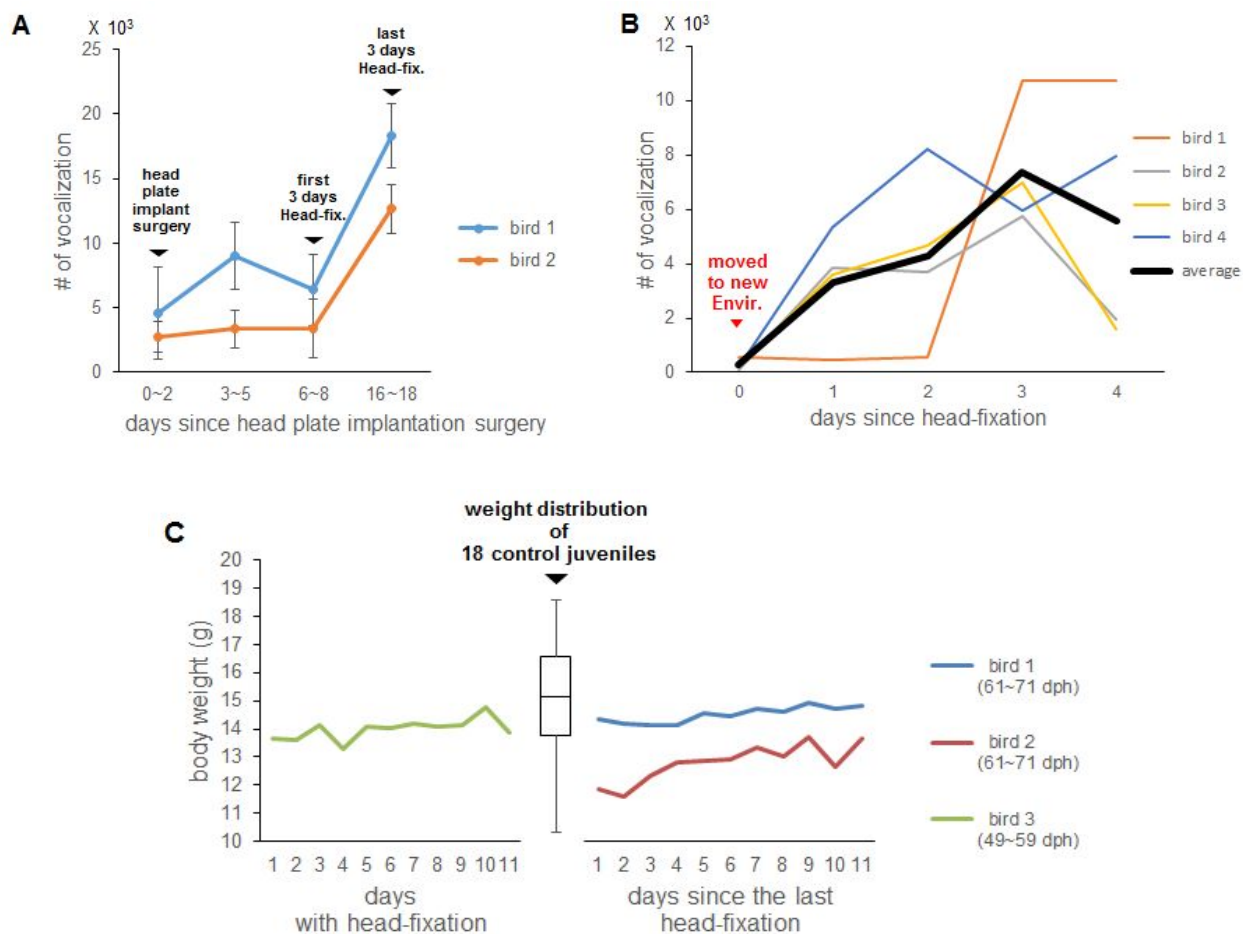 A
X 10³
25
20
15
10
5
0
# of vocalization
head
plate
implant
surgery
first
3 days
Head-fix.
last
3 days
Head-fix.
bird 1
bird 2
0~2
3~5
6~8
16~18
days since head plate implantation surgery
B
X 10³
12
10
8
6
4
2
0
# of vocalization
moved
to new
Envir.
bird 1
bird 2
bird 3
bird 4
average
0
1
2
3
4
days since head-fixation
C
weight distribution
of
18 control juveniles
20
19
18
17
16
15
14
13
12
11
10
body weight (g)
1 2 3 4 5 6 7 8 9 10 11
days
with head-fixation
1 2 3 4 5 6 7 8 9 10 11
days since the last
head-fixation
bird 1
(61~71 dph)
bird 2
(61~71 dph)
bird 3
(49~59 dph)